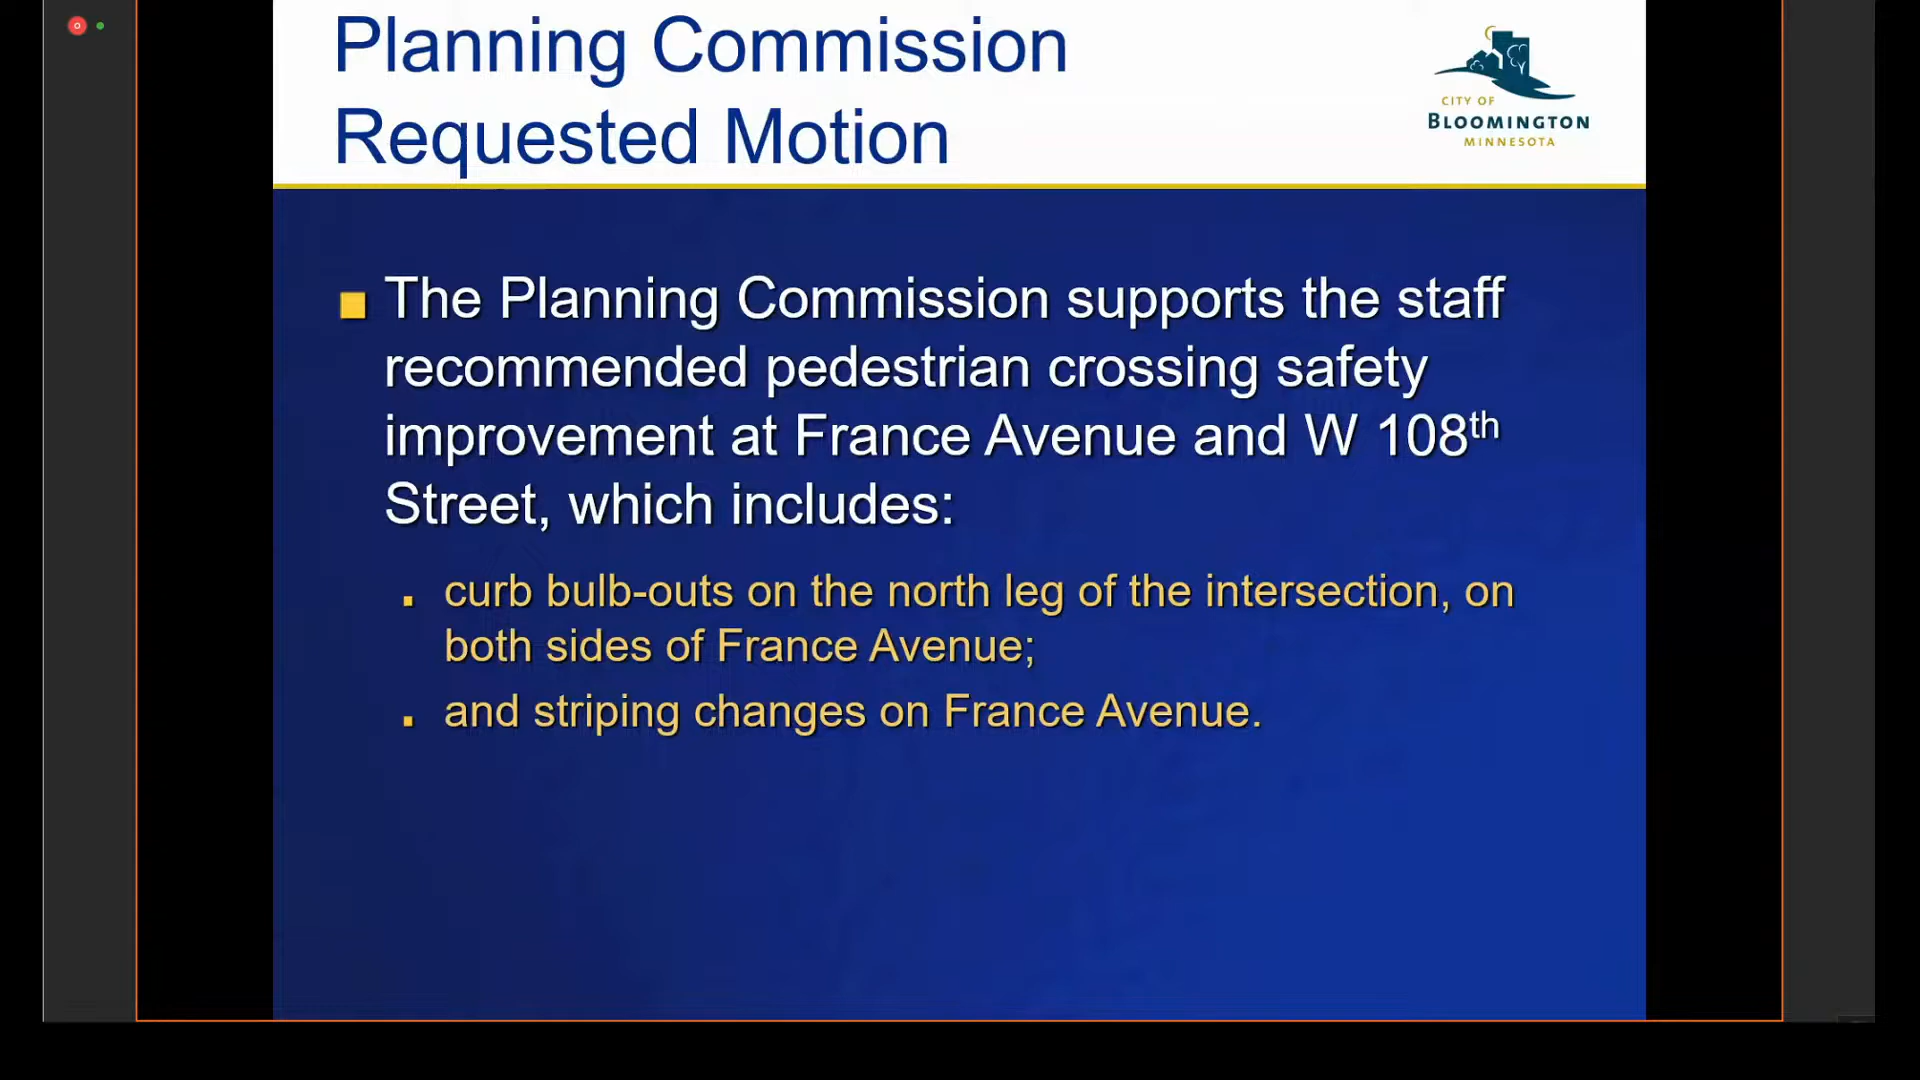 Planning Commission
Requested Motion
CITY OF
BLOOMINGTON
MINNESOTA
The Planning Commission supports the staff
recommended pedestrian crossing safety
improvement at France Avenue and W 108th
Street, which includes:
curb bulb-outs on the north leg of the intersection, on
both sides of France Avenue;
and striping changes on France Avenue.